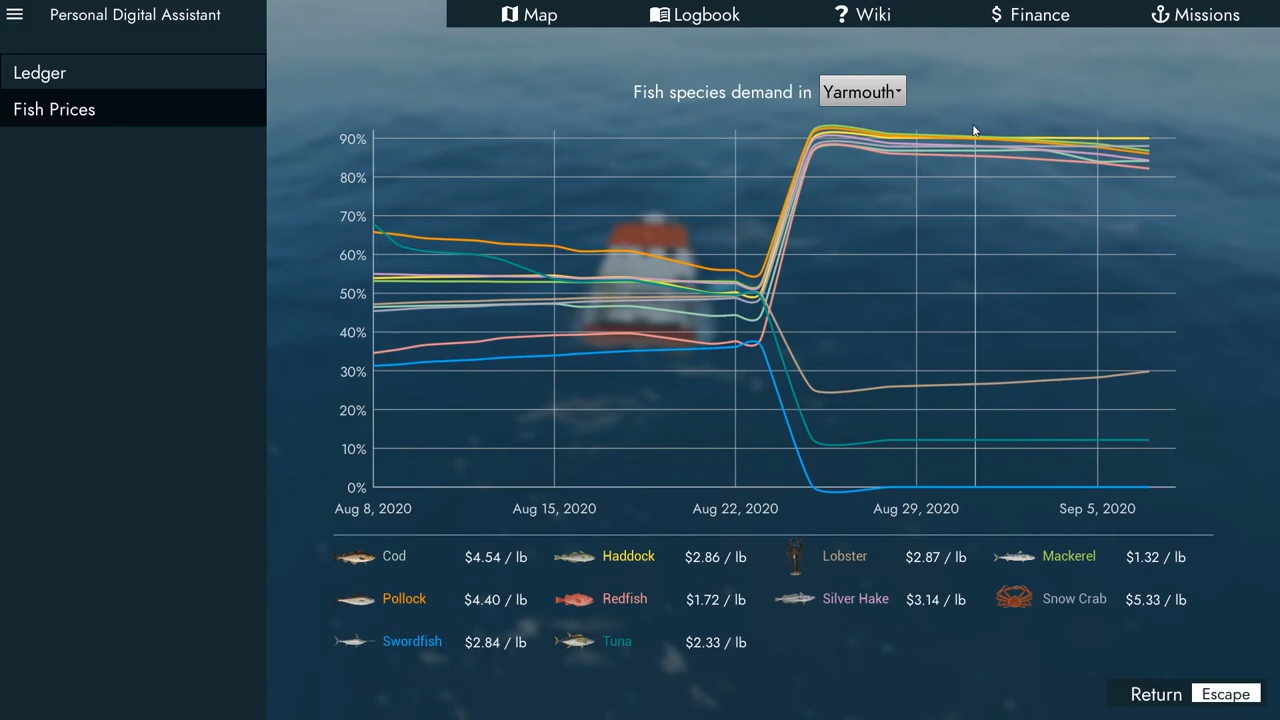 Personal Digital Assistant
Map
Logbook
? Wiki
$ Finance
Missions
Ledger
Fish Prices
Fish species demand in Yarmouth
90%
80%
70%
60%
50%
40%
30%
20%
10%
0%
Aug 8, 2020
Aug 15, 2020
Aug 22, 2020
Aug 29, 2020
Sep 5, 2020
Cod $4.54 / lb
Haddock $2.86 / lb
Lobster $2.87 / lb
Mackerel $1.32 / lb
Pollock $4.40 / lb
Redfish $1.72 / lb
Silver Hake $3.14 / lb
Snow Crab $5.33 / lb
Swordfish $2.84 / lb
Tuna $2.33 / lb
Return Escape